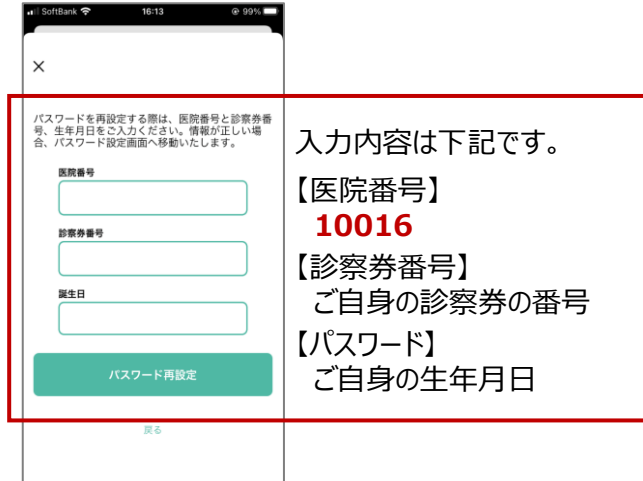 SoftBank 16:13 99%
×
パスワードを再設定する際は、医院番号と診察券番
号、生年月日をご入力ください。情報が正しい場
合、パスワード設定画面へ移動いたします。
医院番号
診察券番号
誕生日
パスワード再設定
戻る
入力内容は下記です。
【医院番号】
10016
【診察券番号】
ご自身の診察券の番号
【パスワード】
ご自身の生年月日